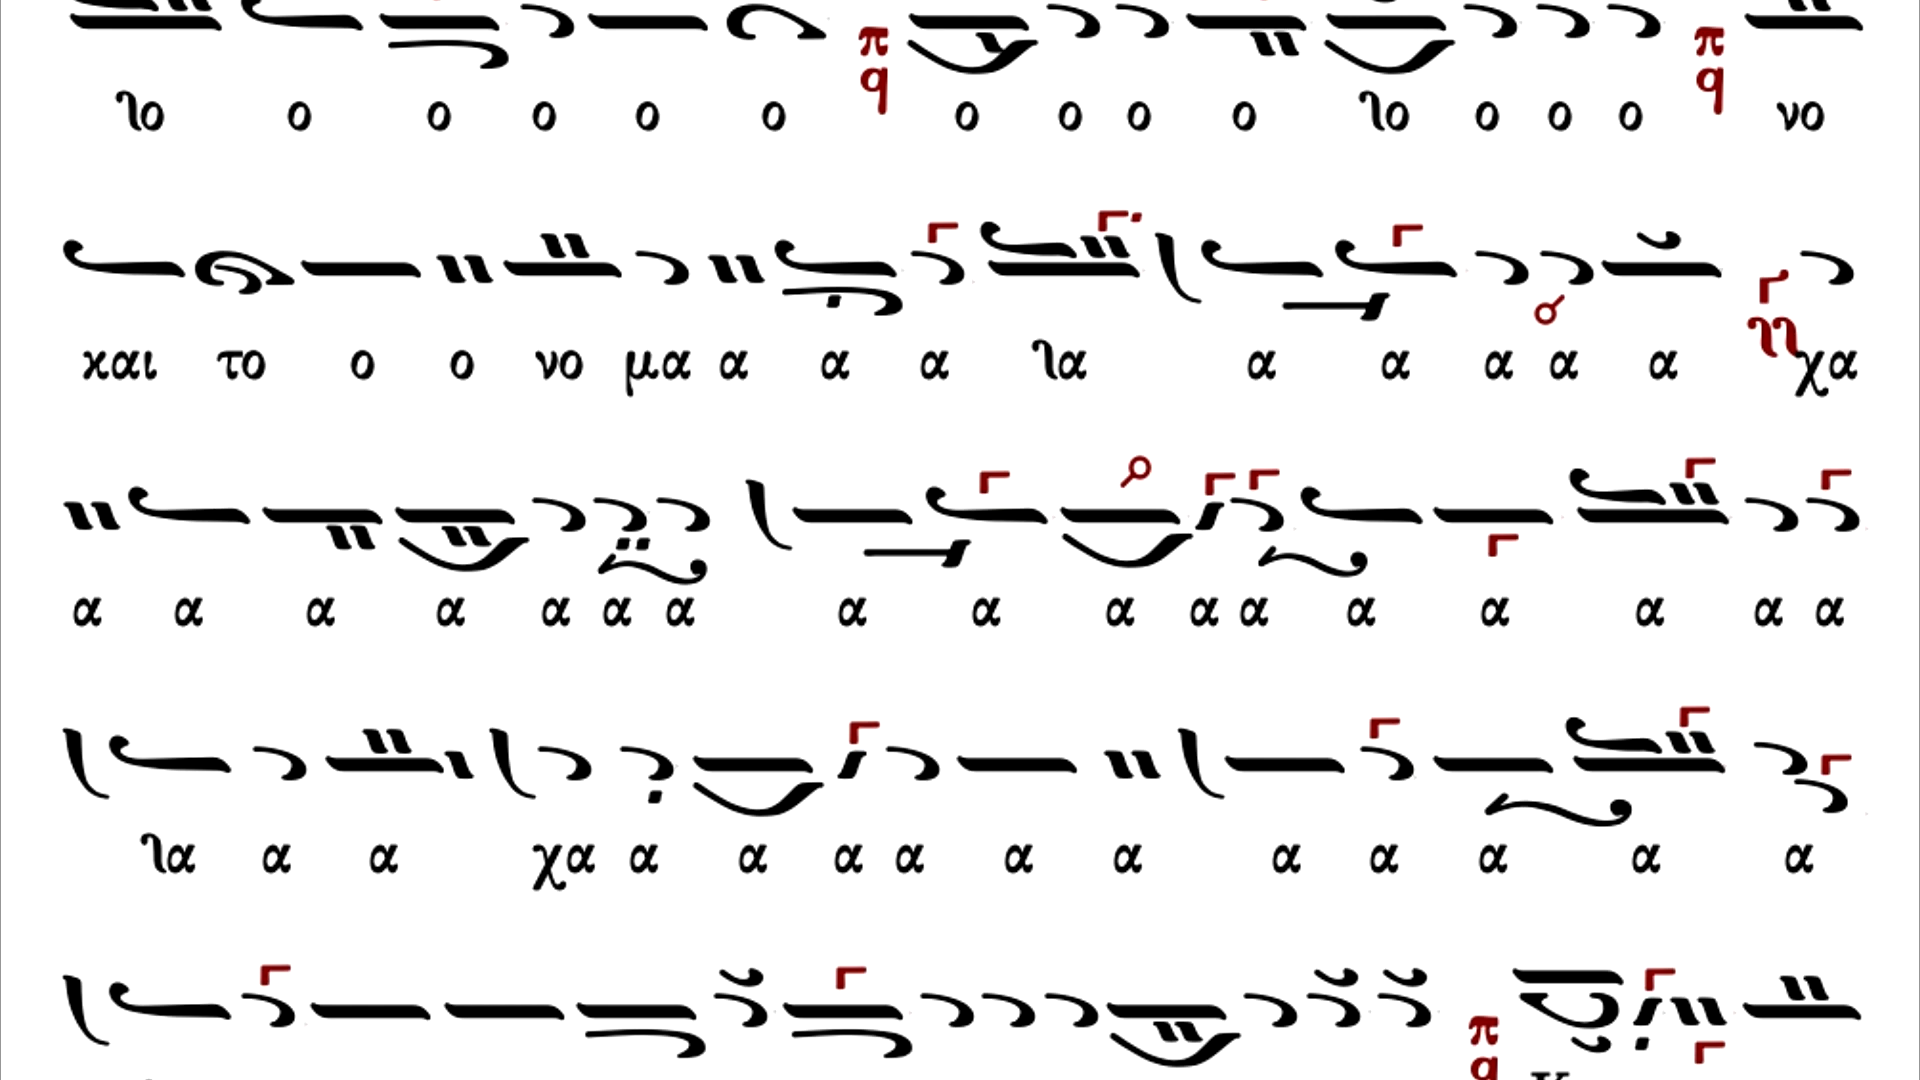 λο ο ο ο ο ο π q ο ο ο ο λο ο ο ο π q νο
και το ο ο νο μα α α α λα α α α α α χα
α α α α α α α α α α α α α α α α α
λα α α χα α α α α α α α α α α α
π q